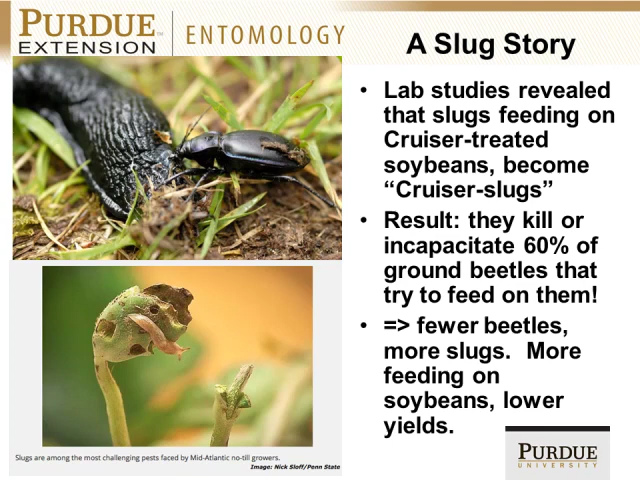 PURDUE
EXTENSION
ENTOMOLOGY
A Slug Story
• Lab studies revealed
that slugs feeding on
Cruiser-treated
soybeans, become
“Cruiser-slugs”
• Result: they kill or
incapacitate 60% of
ground beetles that
try to feed on them!
• => fewer beetles,
more slugs.  More
feeding on
soybeans, lower
yields.
Slugs are among the most challenging pests faced by Mid-Atlantic no-till growers.
Image: Nick Sloff/Penn State
PURDUE
UNIVERSITY